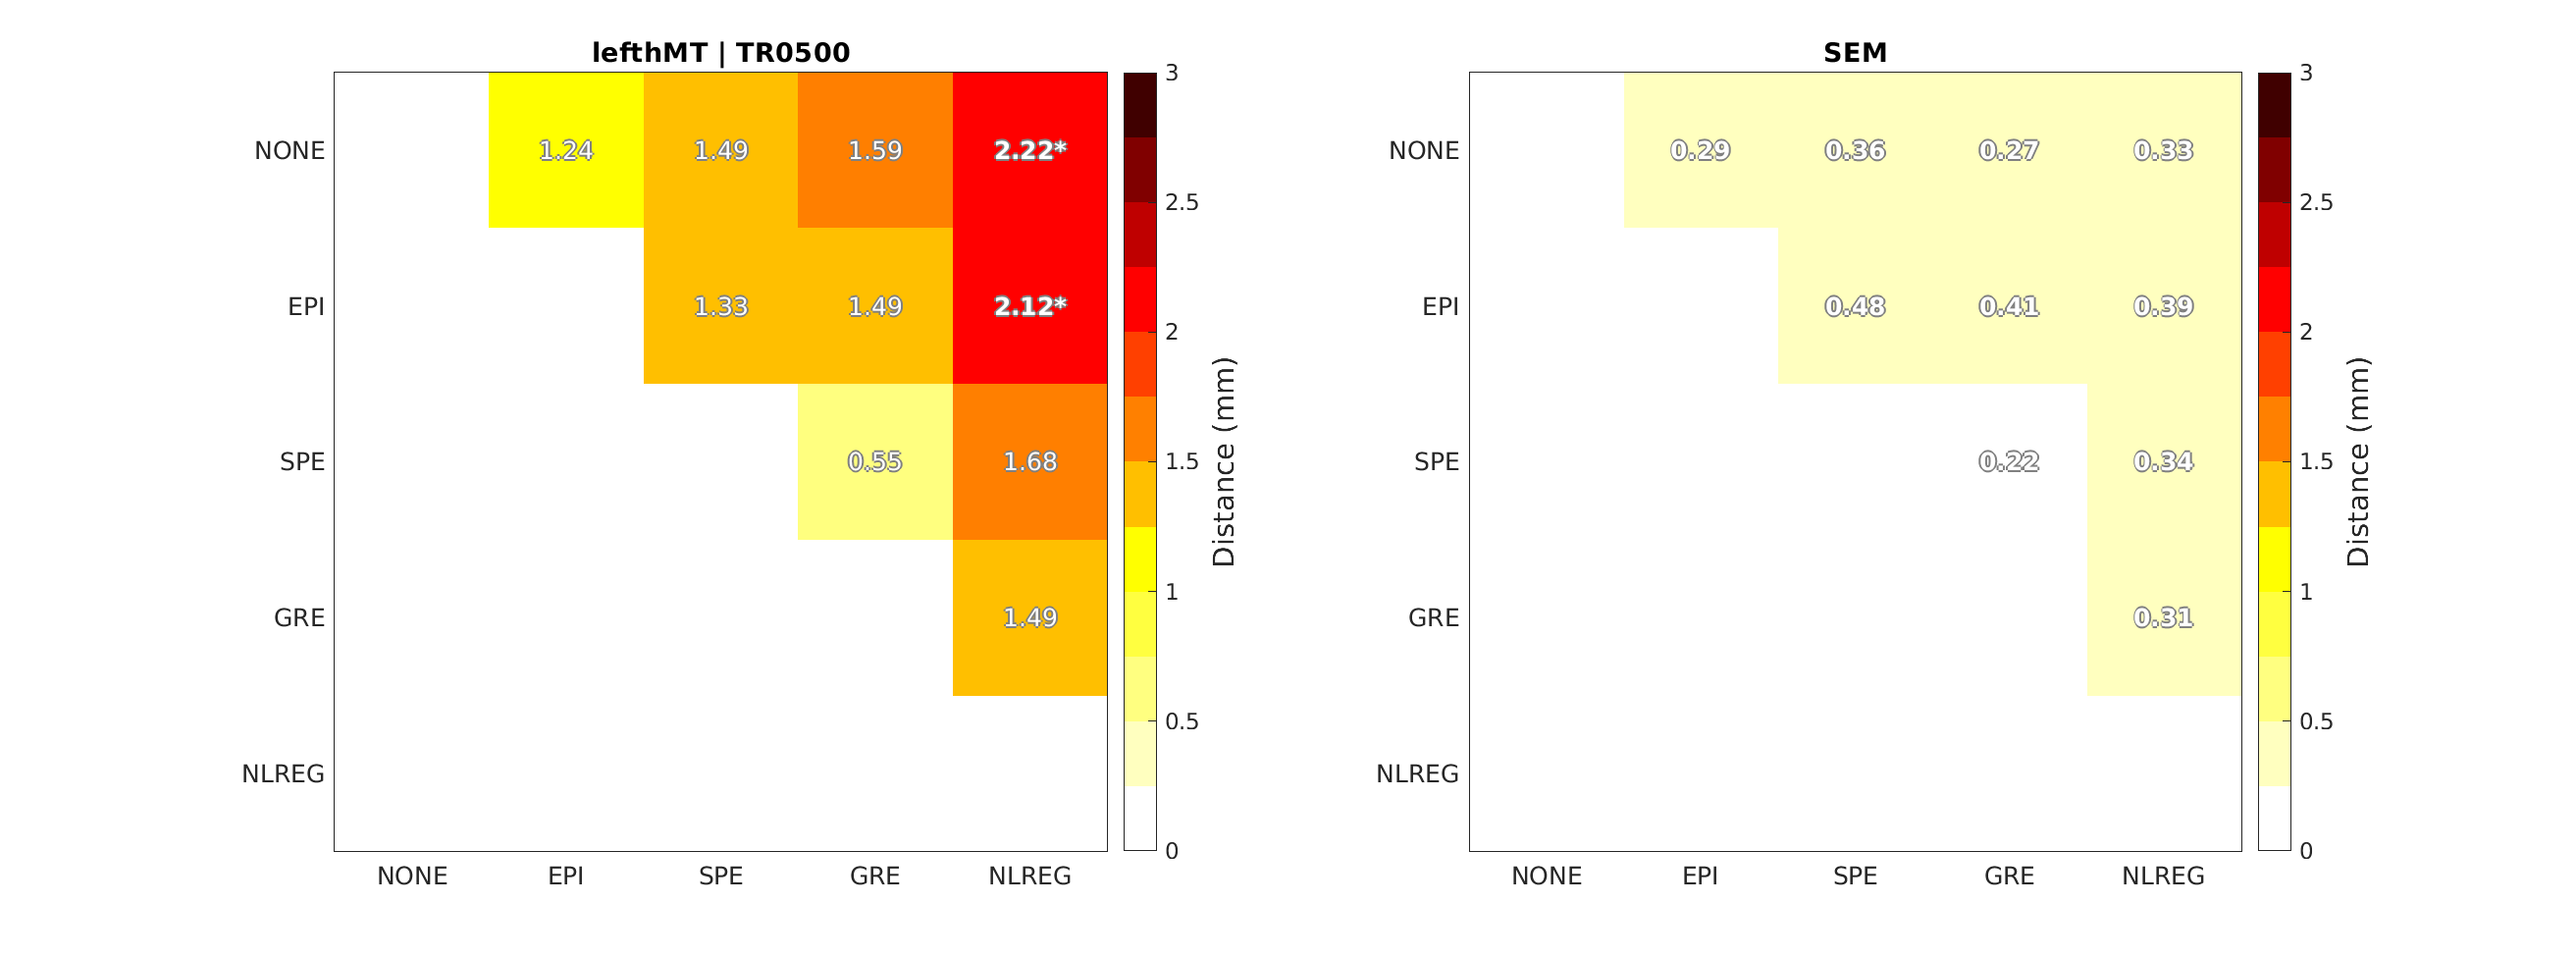 lefthMT | TR0500
NONE
EPI
SPE
GRE
NLREG
1.24
1.49
1.59
2.22*
1.33
1.49
2.12*
0.55
1.68
1.49
NONE
EPI
SPE
GRE
NLREG
3
2.5
2
1.5
1
0.5
0
Distance (mm)
SEM
NONE
EPI
SPE
GRE
NLREG
0.29
0.36
0.27
0.33
0.48
0.41
0.39
0.22
0.34
0.31
NONE
EPI
SPE
GRE
NLREG
3
2.5
2
1.5
1
0.5
0
Distance (mm)